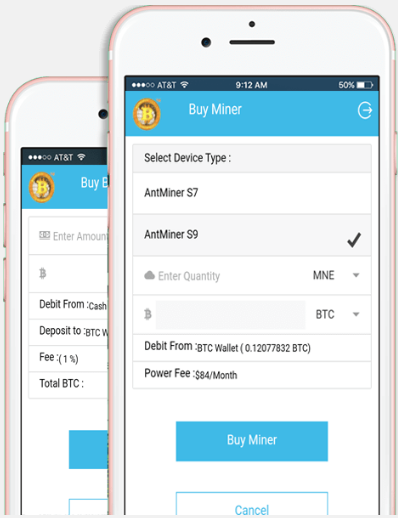 AT&T 9:12 AM 50%
Buy Miner
Select Device Type :
AntMiner S7
AntMiner S9
Enter Quantity MNE
BTC
Debit From :BTC Wallet ( 0.12077832 BTC)
Power Fee :$84/Month
Buy Miner
Cancel
AT&T
Buy B
Enter Amoun
Debit From :Cash
Deposit to :BTC W
Fee :( 1 %)
Total BTC :